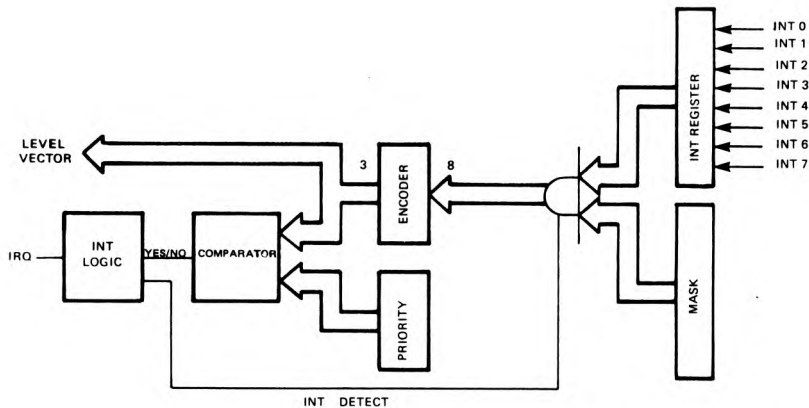 INT 0
INT 1
INT 2
INT 3
INT 4
INT 5
INT 6
INT 7
INT REGISTER
LEVEL
VECTOR
3
8
ENCODER
IRQ
INT
LOGIC
YES/NO
COMPARATOR
PRIORITY
MASK
INT DETECT